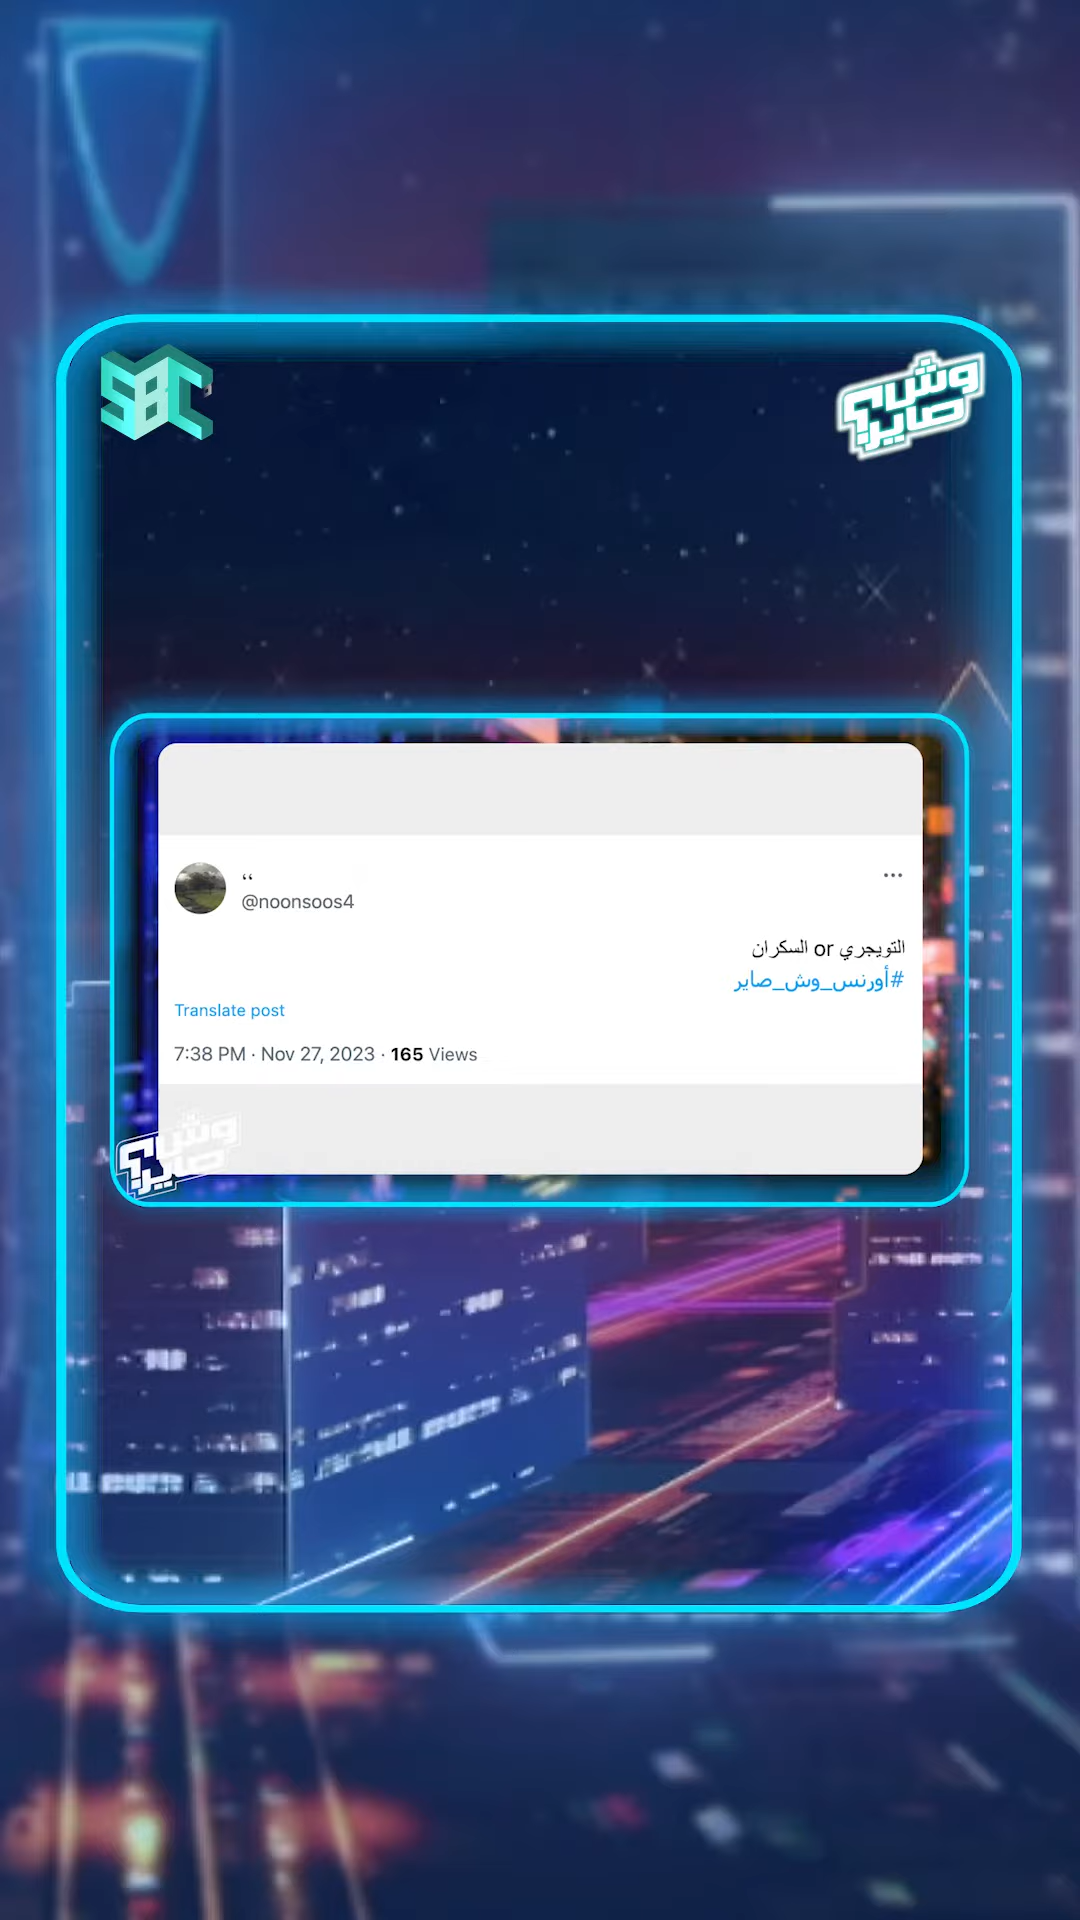 SBC
وش صاير؟
،،
@noonsoos4
التويجري or السكران
#أورنس_وش_صاير
Translate post
7:38 PM · Nov 27, 2023 · 165 Views
وش صاير؟